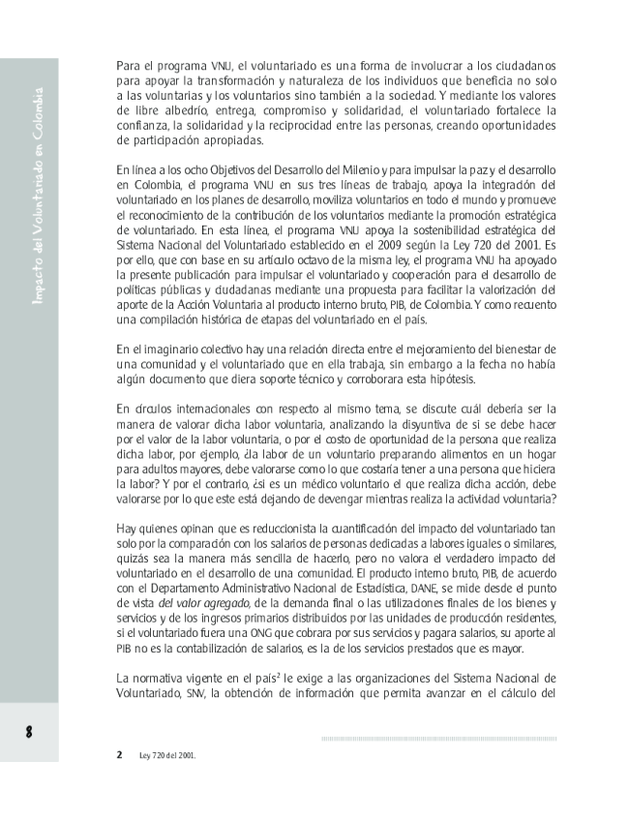 Impacto del Voluntariado en Colombia
Para el programa VNU, el voluntariado es una forma de involucrar a los ciudadanos
para apoyar la transformación y naturaleza de los individuos que beneficia no solo
a las voluntarias y los voluntarios sino también a la sociedad. Y mediante los valores
de libre albedrío, entrega, compromiso y solidaridad, el voluntariado fortalece la
confianza, la solidaridad y la reciprocidad entre las personas, creando oportunidades
de participación apropiadas.
En línea a los ocho Objetivos del Desarrollo del Milenio y para impulsar la paz y el desarrollo
en Colombia, el programa VNU en sus tres líneas de trabajo, apoya la integración del
voluntariado en los planes de desarrollo, moviliza voluntarios en todo el mundo y promueve
el reconocimiento de la contribución de los voluntarios mediante la promoción estratégica
de voluntariado. En esta línea, el programa VNU apoya la sostenibilidad estratégica del
Sistema Nacional del Voluntariado establecido en el 2009 según la Ley 720 del 2001. Es
por ello, que con base en su artículo octavo de la misma ley, el programa VNU ha apoyado
la presente publicación para impulsar el voluntariado y cooperación para el desarrollo de
políticas públicas y ciudadanas mediante una propuesta para facilitar la valorización del
aporte de la Acción Voluntaria al producto interno bruto, PIB, de Colombia. Y como recuento
una compilación histórica de etapas del voluntariado en el país.
En el imaginario colectivo hay una relación directa entre el mejoramiento del bienestar de
una comunidad y el voluntariado que en ella trabaja, sin embargo a la fecha no había
algún documento que diera soporte técnico y corroborara esta hipótesis.
En círculos internacionales con respecto al mismo tema, se discute cuál debería ser la
manera de valorar dicha labor voluntaria, analizando la disyuntiva de si se debe hacer
por el valor de la labor voluntaria, o por el costo de oportunidad de la persona que realiza
dicha labor, por ejemplo, ¿la labor de un voluntario preparando alimentos en un hogar
para adultos mayores, debe valorarse como lo que costaría tener a una persona que hiciera
la labor? Y por el contrario, ¿si es un médico voluntario el que realiza dicha acción, debe
valorarse por lo que este está dejando de devengar mientras realiza la actividad voluntaria?
Hay quienes opinan que es reduccionista la cuantificación del impacto del voluntariado tan
solo por la comparación con los salarios de personas dedicadas a labores iguales o similares,
quizás sea la manera más sencilla de hacerlo, pero no valora el verdadero impacto del
voluntariado en el desarrollo de una comunidad. El producto interno bruto, PIB, de acuerdo
con el Departamento Administrativo Nacional de Estadística, DANE, se mide desde el punto
de vista del valor agregado, de la demanda final o las utilizaciones finales de los bienes y
servicios y de los ingresos primarios distribuidos por las unidades de producción residentes,
si el voluntariado fuera una ONG que cobrara por sus servicios y pagara salarios, su aporte al
PIB no es la contabilización de salarios, es la de los servicios prestados que es mayor.
La normativa vigente en el país2 le exige a las organizaciones del Sistema Nacional de
Voluntariado, SNV, la obtención de información que permita avanzar en el cálculo del
8
2 Ley 720 del 2001.